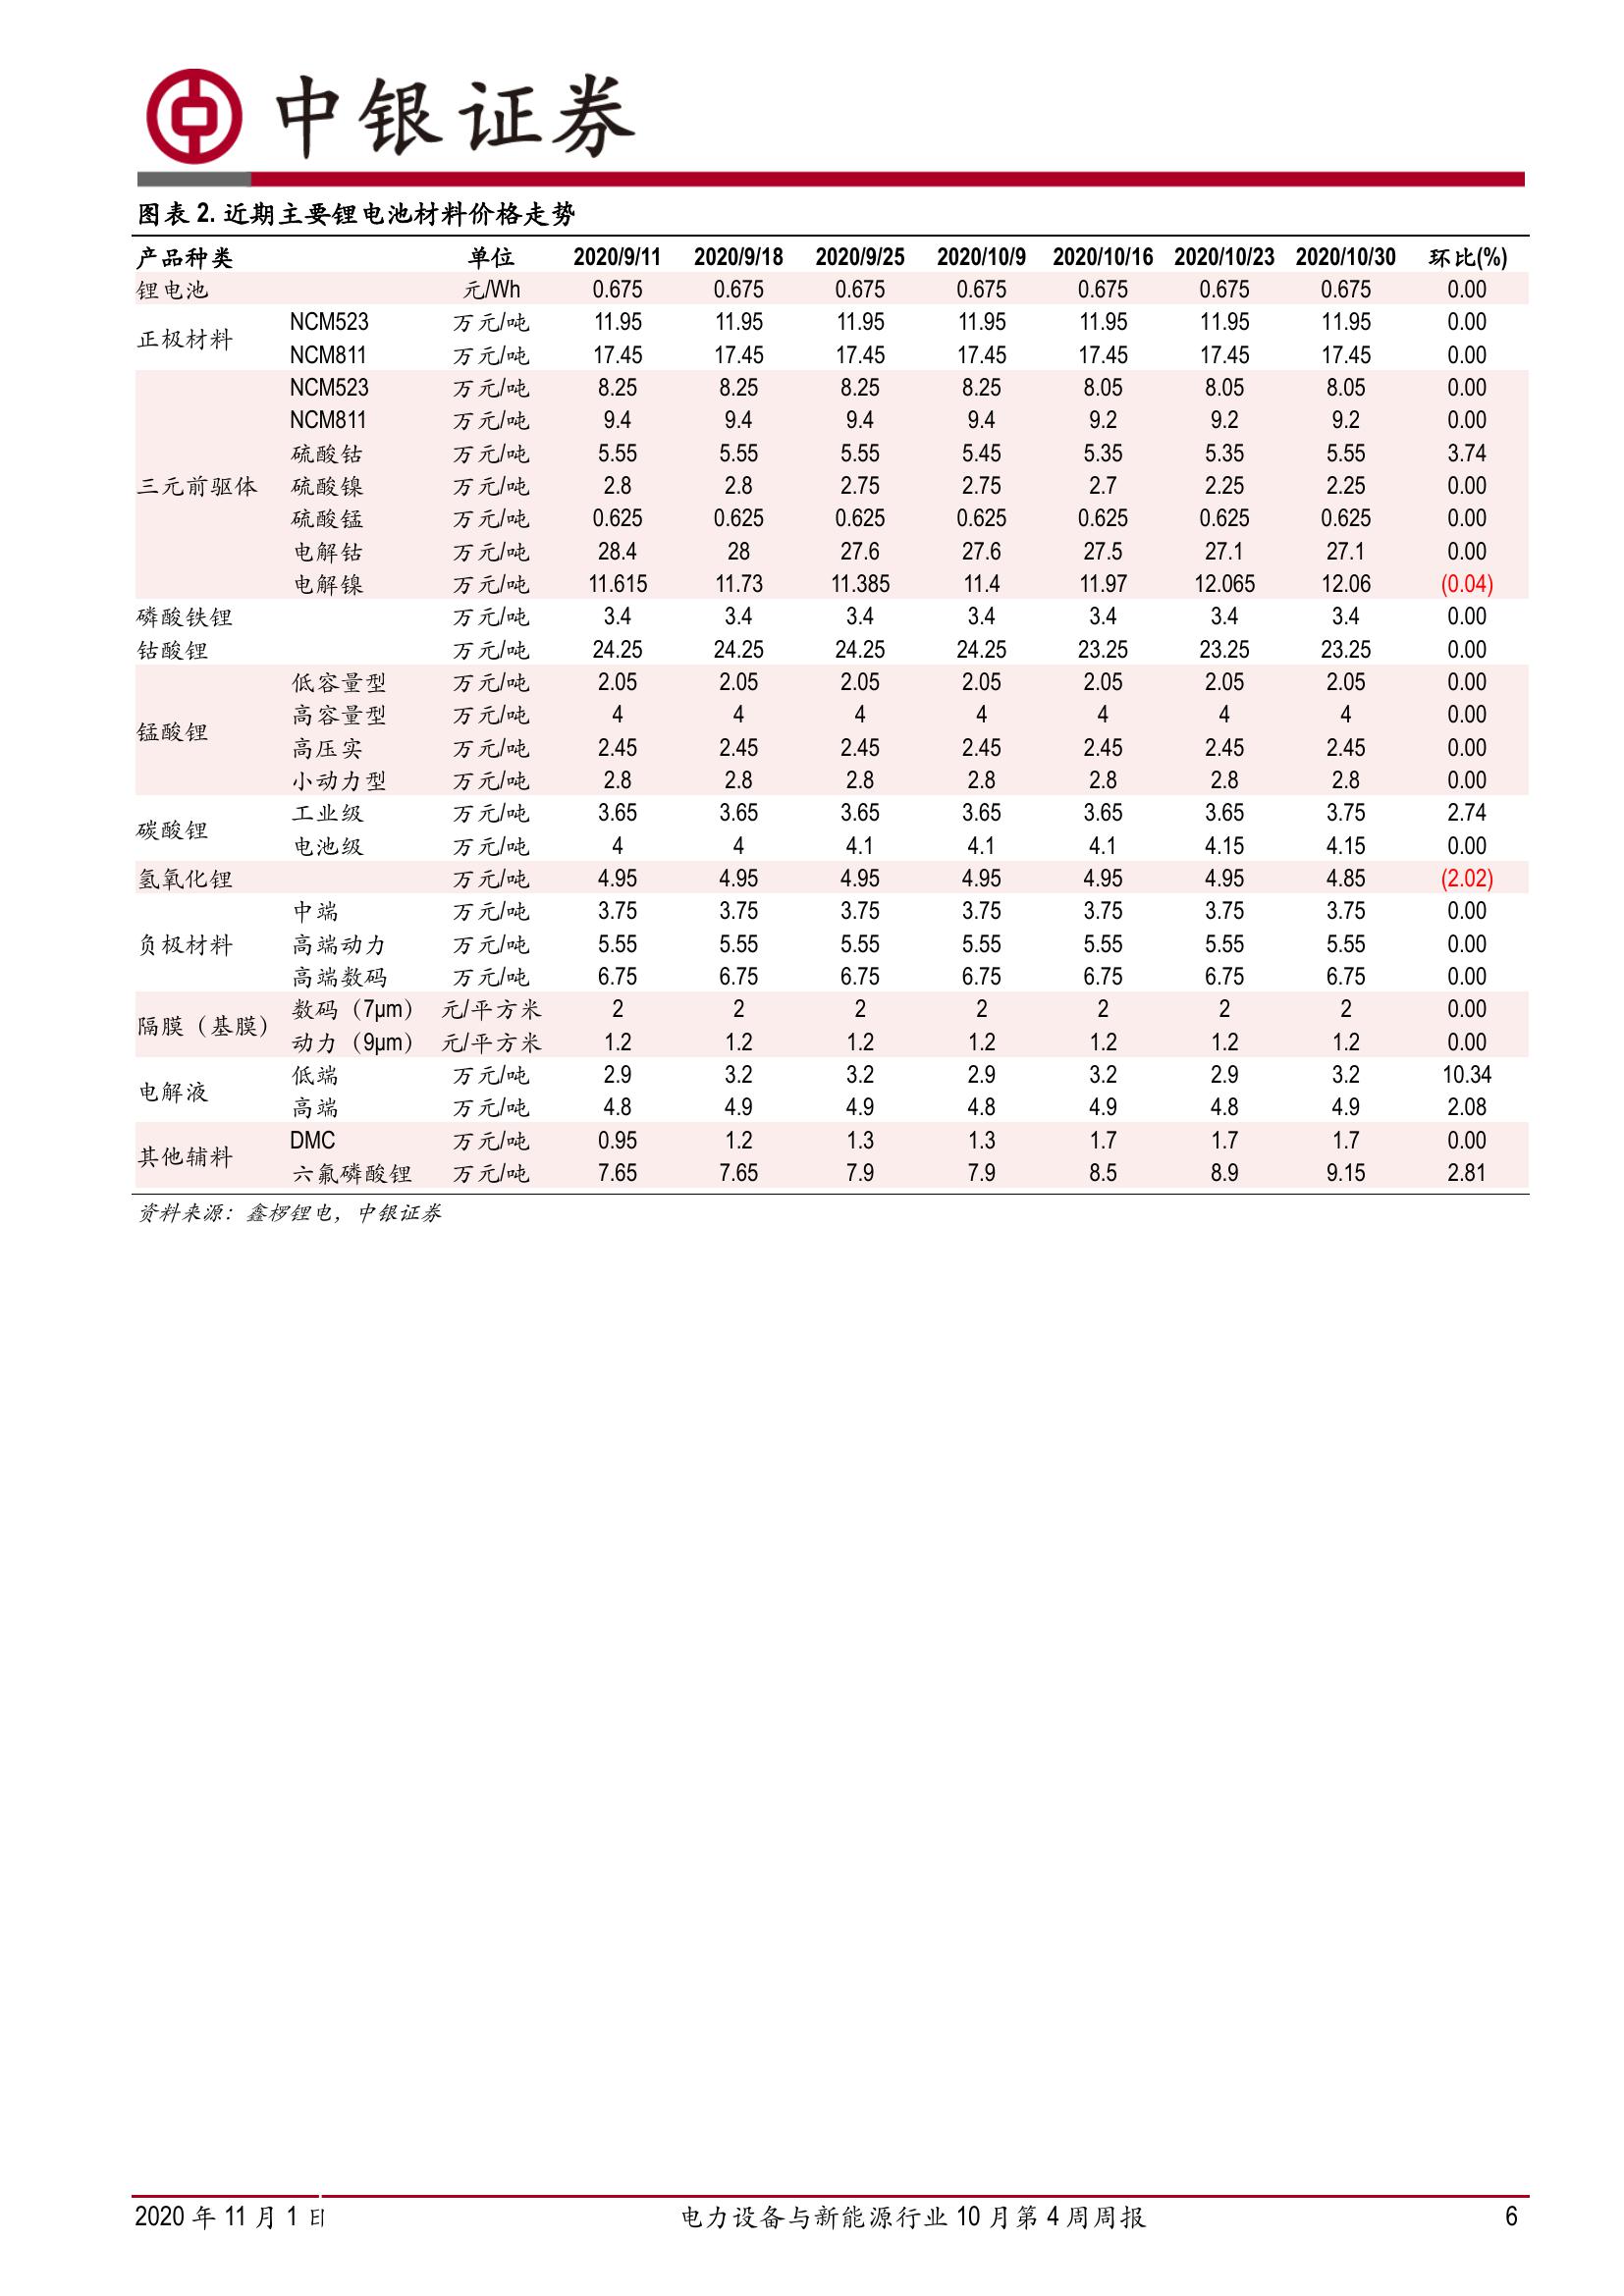 中银证券
图表 2. 近期主要锂电池材料价格走势
产品种类 单位 2020/9/11 2020/9/18 2020/9/25 2020/10/9 2020/10/16 2020/10/23 2020/10/30 环比(%)
锂电池 元/Wh 0.675 0.675 0.675 0.675 0.675 0.675 0.675 0.00
正极材料 NCM523 万元/吨 11.95 11.95 11.95 11.95 11.95 11.95 11.95 0.00
NCM811 万元/吨 17.45 17.45 17.45 17.45 17.45 17.45 17.45 0.00
三元前驱体 NCM523 万元/吨 8.25 8.25 8.25 8.25 8.05 8.05 8.05 0.00
NCM811 万元/吨 9.4 9.4 9.4 9.4 9.2 9.2 9.2 0.00
硫酸钴 万元/吨 5.55 5.55 5.55 5.45 5.35 5.35 5.55 3.74
硫酸镍 万元/吨 2.8 2.8 2.75 2.75 2.7 2.25 2.25 0.00
硫酸锰 万元/吨 0.625 0.625 0.625 0.625 0.625 0.625 0.625 0.00
电解钴 万元/吨 28.4 28 27.6 27.6 27.5 27.1 27.1 0.00
电解镍 万元/吨 11.615 11.73 11.385 11.4 11.97 12.065 12.06 (0.04)
磷酸铁锂 万元/吨 3.4 3.4 3.4 3.4 3.4 3.4 3.4 0.00
钴酸锂 万元/吨 24.25 24.25 24.25 24.25 23.25 23.25 23.25 0.00
锰酸锂 低容量型 万元/吨 2.05 2.05 2.05 2.05 2.05 2.05 2.05 0.00
高容量型 万元/吨 4 4 4 4 4 4 4 0.00
高压实 万元/吨 2.45 2.45 2.45 2.45 2.45 2.45 2.45 0.00
小动力型 万元/吨 2.8 2.8 2.8 2.8 2.8 2.8 2.8 0.00
碳酸锂 工业级 万元/吨 3.65 3.65 3.65 3.65 3.65 3.65 3.75 2.74
电池级 万元/吨 4 4 4.1 4.1 4.1 4.15 4.15 0.00
氢氧化锂 万元/吨 4.95 4.95 4.95 4.95 4.95 4.95 4.85 (2.02)
负极材料 中端 万元/吨 3.75 3.75 3.75 3.75 3.75 3.75 3.75 0.00
高端动力 万元/吨 5.55 5.55 5.55 5.55 5.55 5.55 5.55 0.00
高端数码 万元/吨 6.75 6.75 6.75 6.75 6.75 6.75 6.75 0.00
隔膜（基膜） 数码（7μm） 元/平方米 2 2 2 2 2 2 2 0.00
动力（9μm） 元/平方米 1.2 1.2 1.2 1.2 1.2 1.2 1.2 0.00
电解液 低端 万元/吨 2.9 3.2 3.2 2.9 3.2 2.9 3.2 10.34
高端 万元/吨 4.8 4.9 4.9 4.8 4.9 4.8 4.9 2.08
其他辅料 DMC 万元/吨 0.95 1.2 1.3 1.3 1.7 1.7 1.7 0.00
六氟磷酸锂 万元/吨 7.65 7.65 7.9 7.9 8.5 8.9 9.15 2.81
资料来源：鑫椤锂电，中银证券
2020 年 11 月 1 日 电力设备与新能源行业 10 月第 4 周周报 6